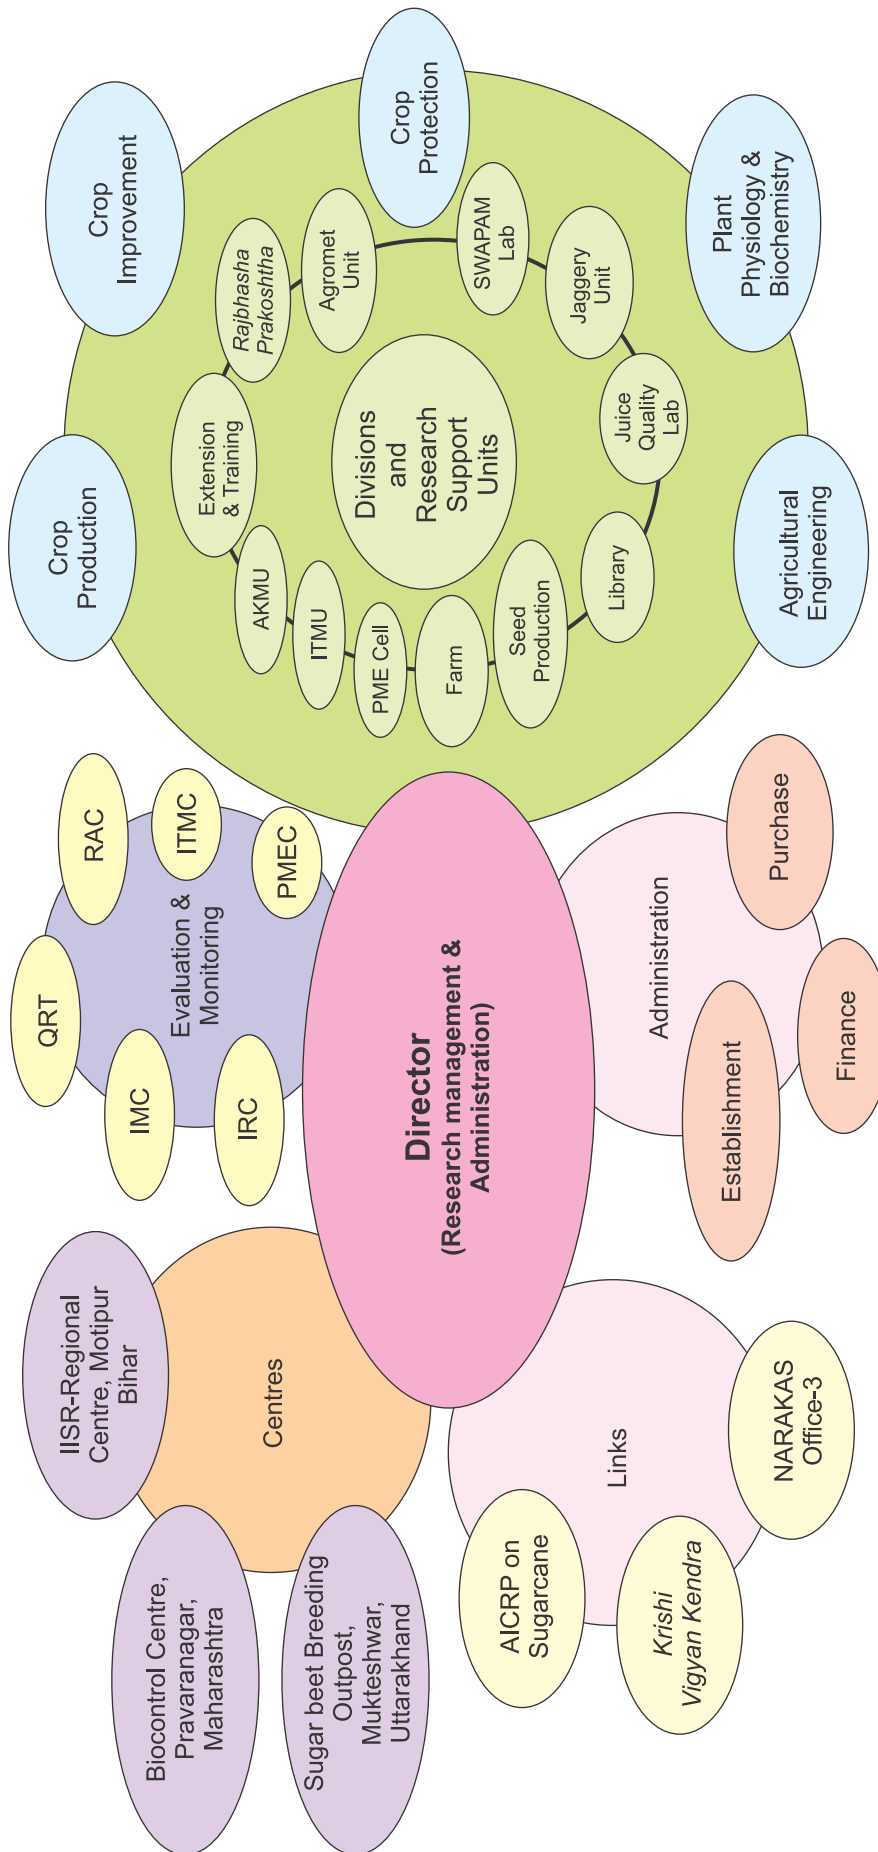 Biocontrol Centre,
Pravaranagar,
Maharashtra
IISR-Regional
Centre, Motipur
Bihar
Sugar beet Breeding
Outpost,
Mukteshwar,
Uttarakhand
Centres
QRT
RAC
IMC
ITMC
IRC
PMEC
Evaluation &
Monitoring
Director
(Research management &
Administration)
AICRP on
Sugarcane
Krishi
Vigyan Kendra
NARAKAS
Office-3
Links
Administration
Establishment
Finance
Purchase
Crop
Production
Crop
Improvement
Crop
Protection
Plant
Physiology &
Biochemistry
Agricultural
Engineering
Divisions
and
Research
Support
Units
Extension
& Training
Rajbhasha
Prakoshtha
Agromet
Unit
SWAPAM
Lab
Jaggery
Unit
Juice
Quality
Lab
Library
Seed
Production
Farm
PME Cell
ITMU
AKMU